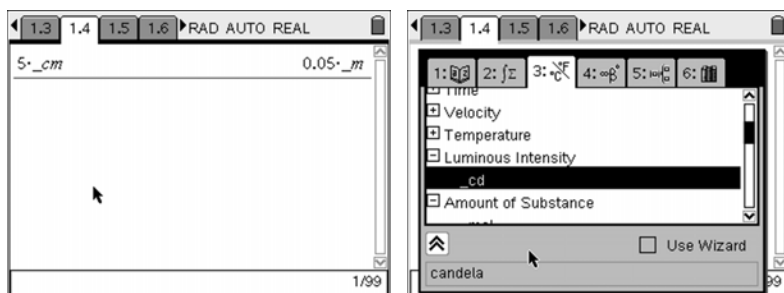 1.3 1.4 1.5 1.6 RAD AUTO REAL
5·_cm 0.05·_m
1/99
1.3 1.4 1.5 1.6 RAD AUTO REAL
1: 2: ∫Σ 3: °C °F 4: ∞β° 5: 6:
Time
Velocity
Temperature
Luminous Intensity
_cd
Amount of Substance
Use Wizard
candela
99